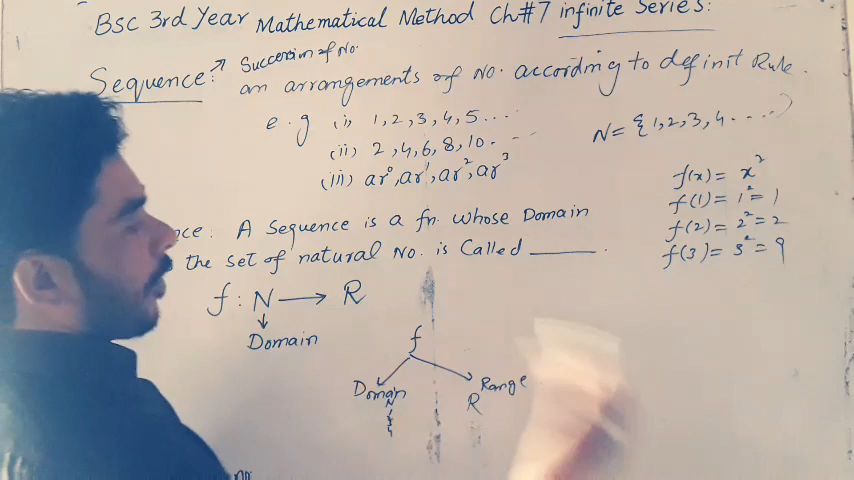 BSC 3rd Year Mathematical Method Ch#7 infinite Series:
Sequence: Succession of No.
an arrangements of No. according to definit Rule.
e.g (i) 1,2,3,4,5...
(ii) 2,4,6,8,10. - -
(iii) ar⁰,ar¹,ar²,ar³
N={1,2,3,4.....}
f(x)= x²
f(1)= 1²=1
f(2)= 2²=2
f(3)= 3²=9
nce: A Sequence is a fn. whose Domain
the set of natural No. is Called ______.
f : N → R
↓
Domain
f
Domain Range
N R